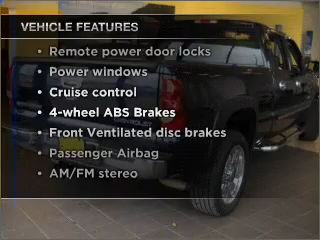 VEHICLE FEATURES
• Remote power door locks
• Power windows
• Cruise control
• 4-wheel ABS Brakes
• Front Ventilated disc brakes
• Passenger Airbag
• AM/FM stereo